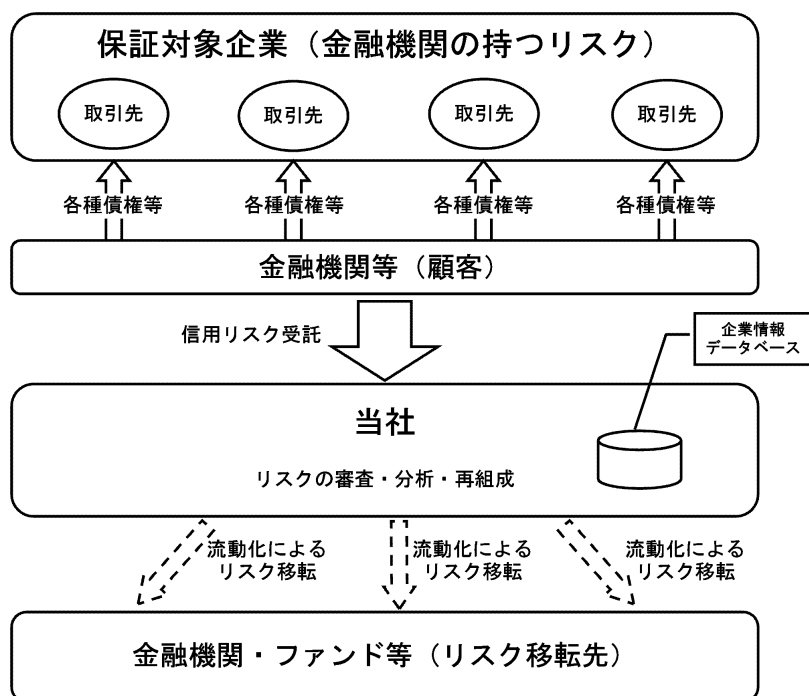 保証対象企業（金融機関の持つリスク）
取引先 取引先 取引先 取引先
各種債権等 各種債権等 各種債権等 各種債権等
金融機関等（顧客）
信用リスク受託
企業情報
データベース
当社
リスクの審査・分析・再組成
流動化による
リスク移転
流動化による
リスク移転
流動化による
リスク移転
金融機関・ファンド等（リスク移転先）